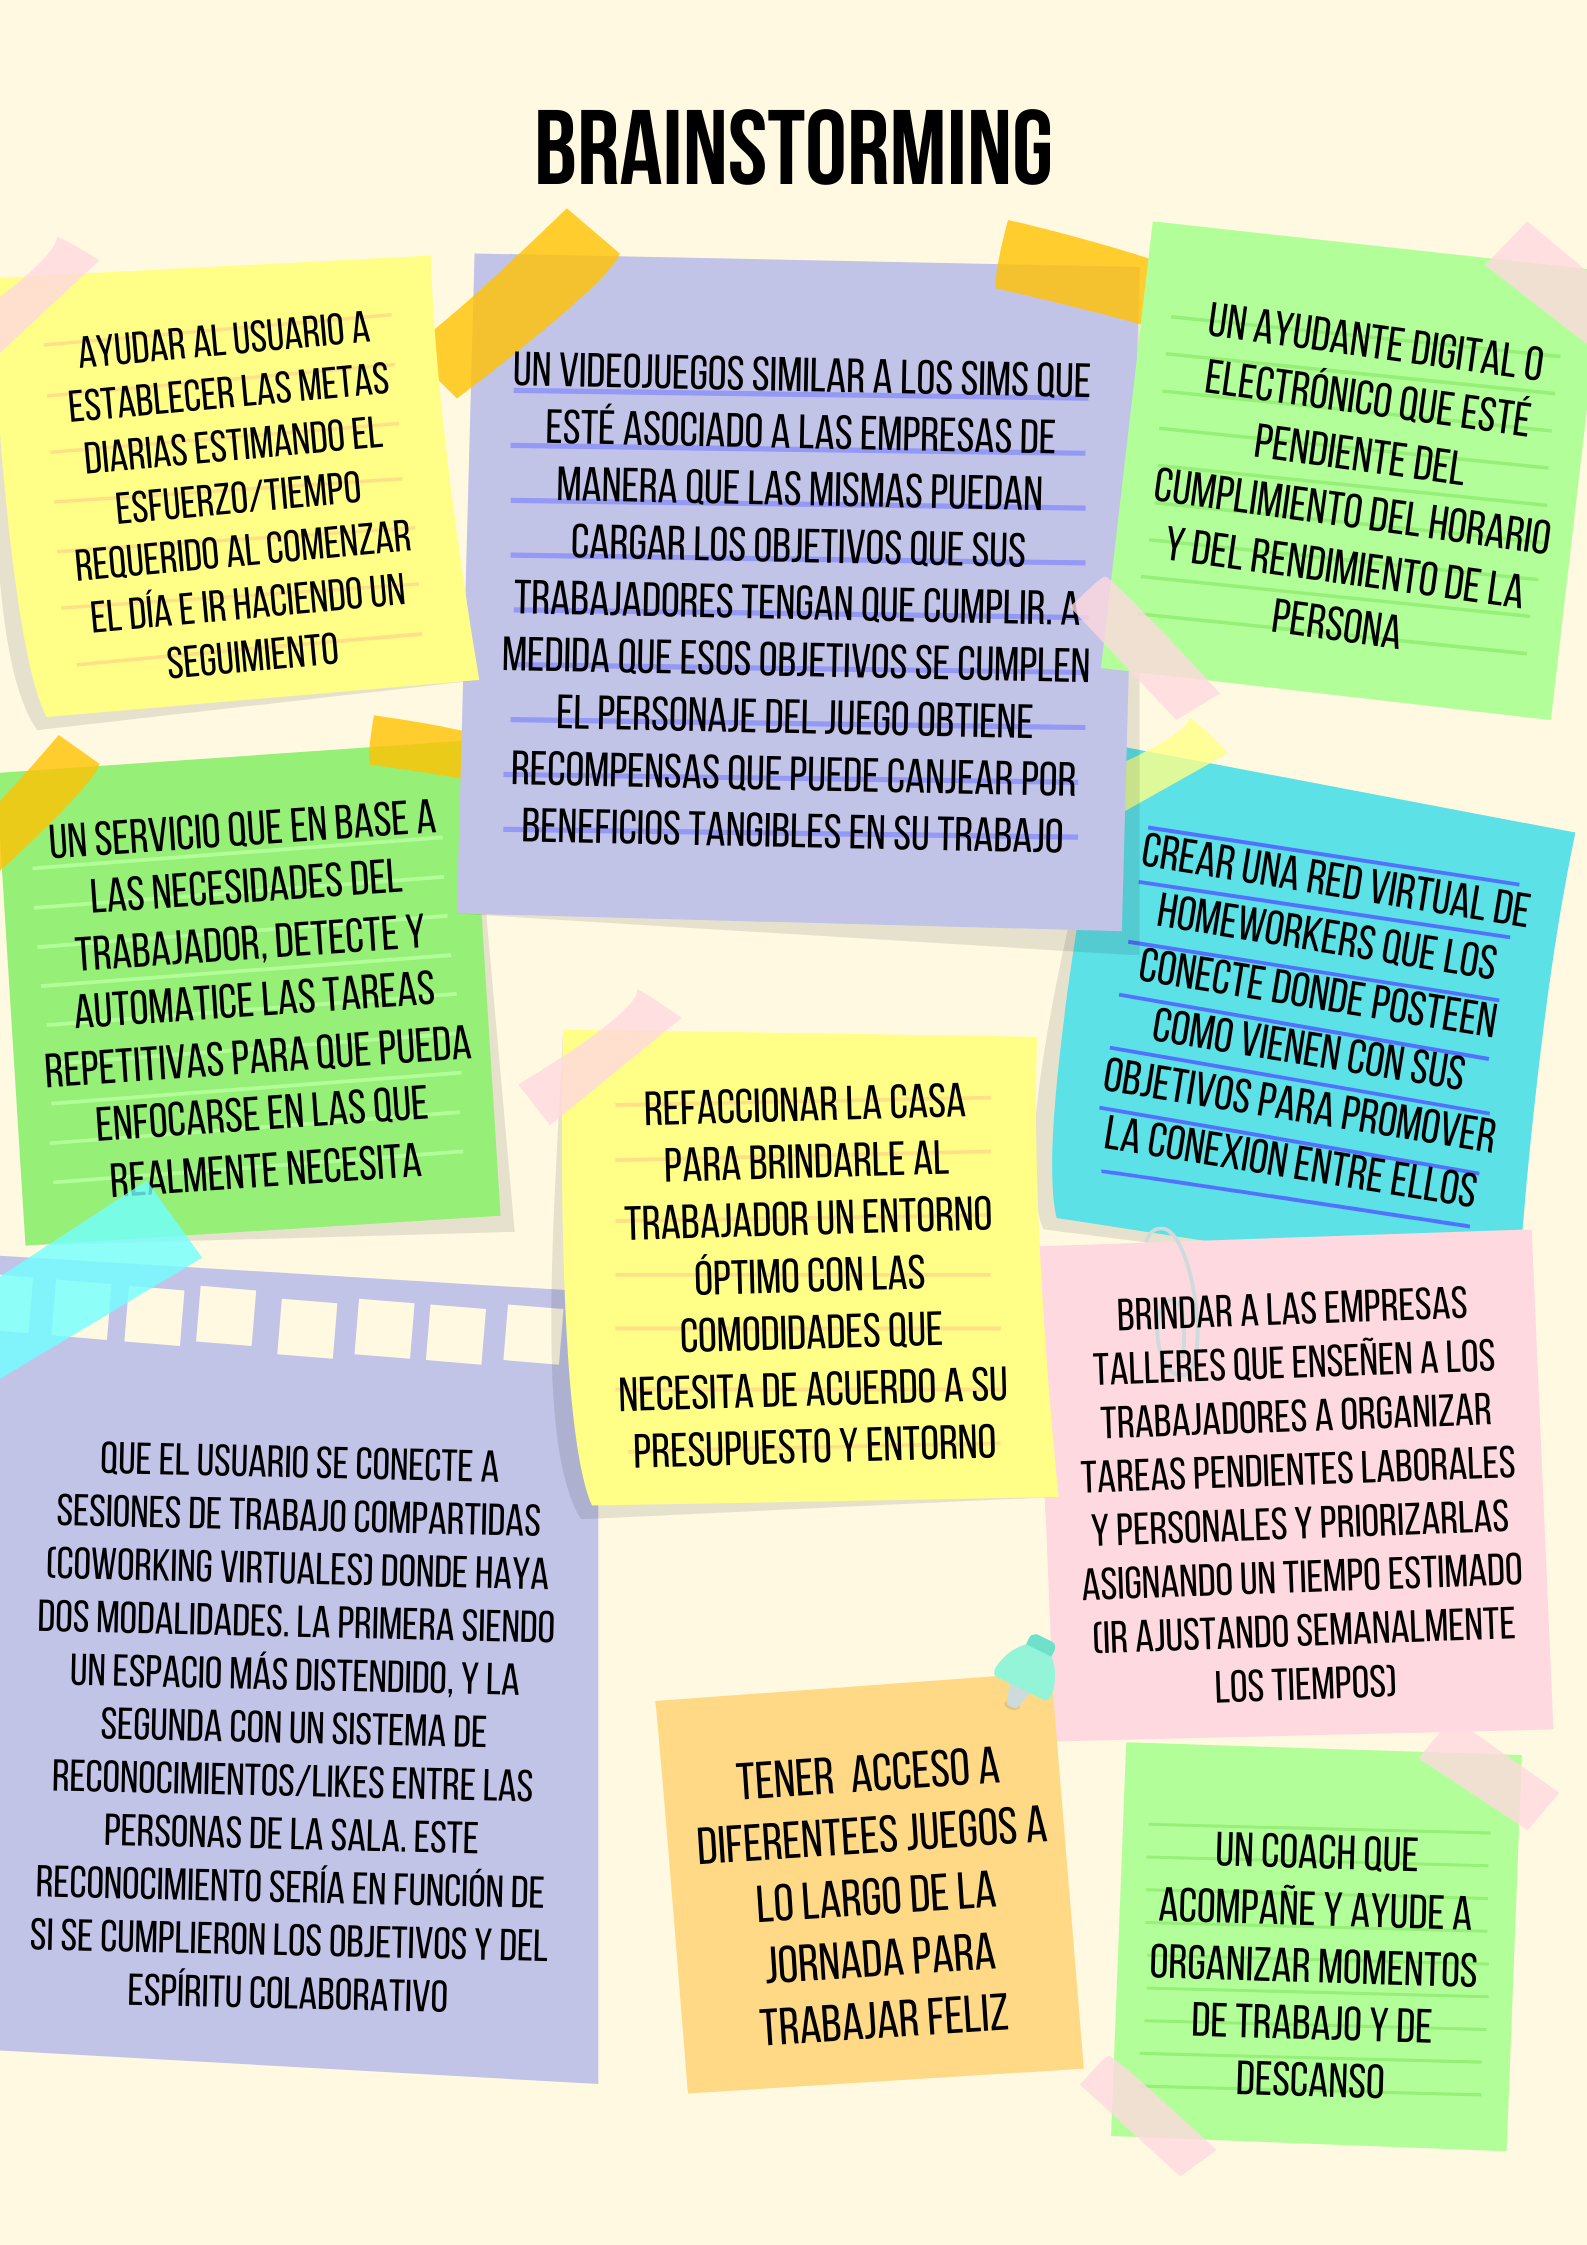 BRAINSTORMING
AYUDAR AL USUARIO A
ESTABLECER LAS METAS
DIARIAS ESTIMANDO EL
ESFUERZO/TIEMPO
REQUERIDO AL COMENZAR
EL DÍA E IR HACIENDO UN
SEGUIMIENTO
UN VIDEOJUEGOS SIMILAR A LOS SIMS QUE
ESTÉ ASOCIADO A LAS EMPRESAS DE
MANERA QUE LAS MISMAS PUEDAN
CARGAR LOS OBJETIVOS QUE SUS
TRABAJADORES TENGAN QUE CUMPLIR. A
MEDIDA QUE ESOS OBJETIVOS SE CUMPLEN
EL PERSONAJE DEL JUEGO OBTIENE
RECOMPENSAS QUE PUEDE CANJEAR POR
BENEFICIOS TANGIBLES EN SU TRABAJO
UN AYUDANTE DIGITAL O
ELECTRÓNICO QUE ESTÉ
PENDIENTE DEL
CUMPLIMIENTO DEL HORARIO
Y DEL RENDIMIENTO DE LA
PERSONA
UN SERVICIO QUE EN BASE A
LAS NECESIDADES DEL
TRABAJADOR, DETECTE Y
AUTOMATICE LAS TAREAS
REPETITIVAS PARA QUE PUEDA
ENFOCARSE EN LAS QUE
REALMENTE NECESITA
CREAR UNA RED VIRTUAL DE
HOMEWORKERS QUE LOS
CONECTE DONDE POSTEEN
COMO VIENEN CON SUS
OBJETIVOS PARA PROMOVER
LA CONEXION ENTRE ELLOS
REFACCIONAR LA CASA
PARA BRINDARLE AL
TRABAJADOR UN ENTORNO
ÓPTIMO CON LAS
COMODIDADES QUE
NECESITA DE ACUERDO A SU
PRESUPUESTO Y ENTORNO
BRINDAR A LAS EMPRESAS
TALLERES QUE ENSEÑEN A LOS
TRABAJADORES A ORGANIZAR
TAREAS PENDIENTES LABORALES
Y PERSONALES Y PRIORIZARLAS
ASIGNANDO UN TIEMPO ESTIMADO
(IR AJUSTANDO SEMANALMENTE
LOS TIEMPOS)
QUE EL USUARIO SE CONECTE A
SESIONES DE TRABAJO COMPARTIDAS
(COWORKING VIRTUALES) DONDE HAYA
DOS MODALIDADES. LA PRIMERA SIENDO
UN ESPACIO MÁS DISTENDIDO, Y LA
SEGUNDA CON UN SISTEMA DE
RECONOCIMIENTOS/LIKES ENTRE LAS
PERSONAS DE LA SALA. ESTE
RECONOCIMIENTO SERÍA EN FUNCIÓN DE
SI SE CUMPLIERON LOS OBJETIVOS Y DEL
ESPÍRITU COLABORATIVO
TENER ACCESO A
DIFERENTEES JUEGOS A
LO LARGO DE LA
JORNADA PARA
TRABAJAR FELIZ
UN COACH QUE
ACOMPAÑE Y AYUDE A
ORGANIZAR MOMENTOS
DE TRABAJO Y DE
DESCANSO